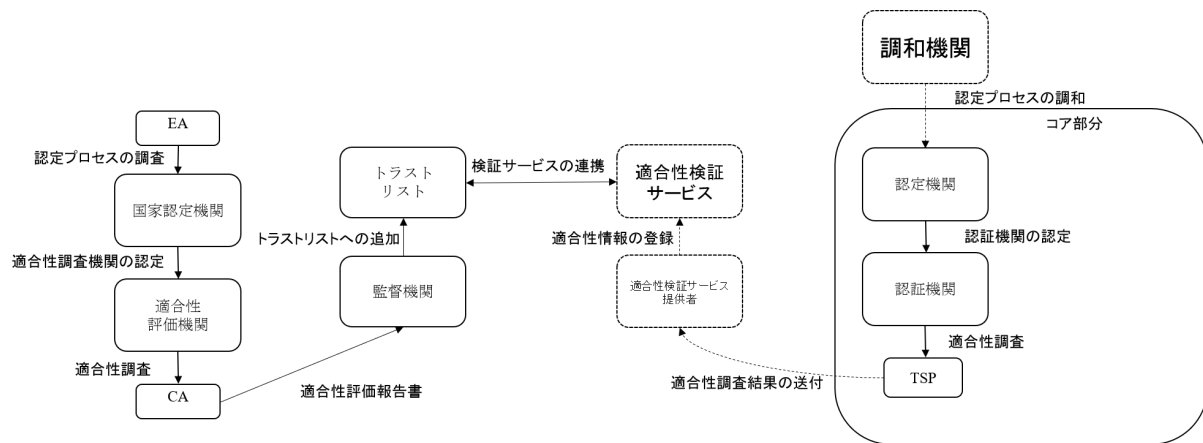 調和機関
認定プロセスの調和
コア部分
EA
認定プロセスの調査
国家認定機関
適合性調査機関の認定
適合性
評価機関
適合性調査
CA
適合性評価報告書
トラスト
リスト
トラストリストへの追加
監督機関
検証サービスの連携
適合性検証
サービス
適合性情報の登録
適合性検証サービス
提供者
適合性調査結果の送付
認定機関
認証機関の認定
認証機関
適合性調査
TSP